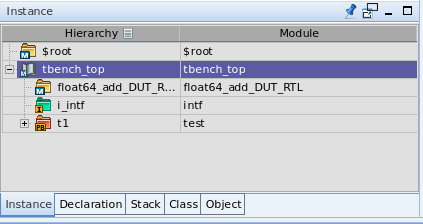 Instance
Hierarchy Module
$root $root
tbench_top tbench_top
float64_add_DUT_R... float64_add_DUT_RTL
i_intf intf
t1 test
Instance Declaration Stack Class Object